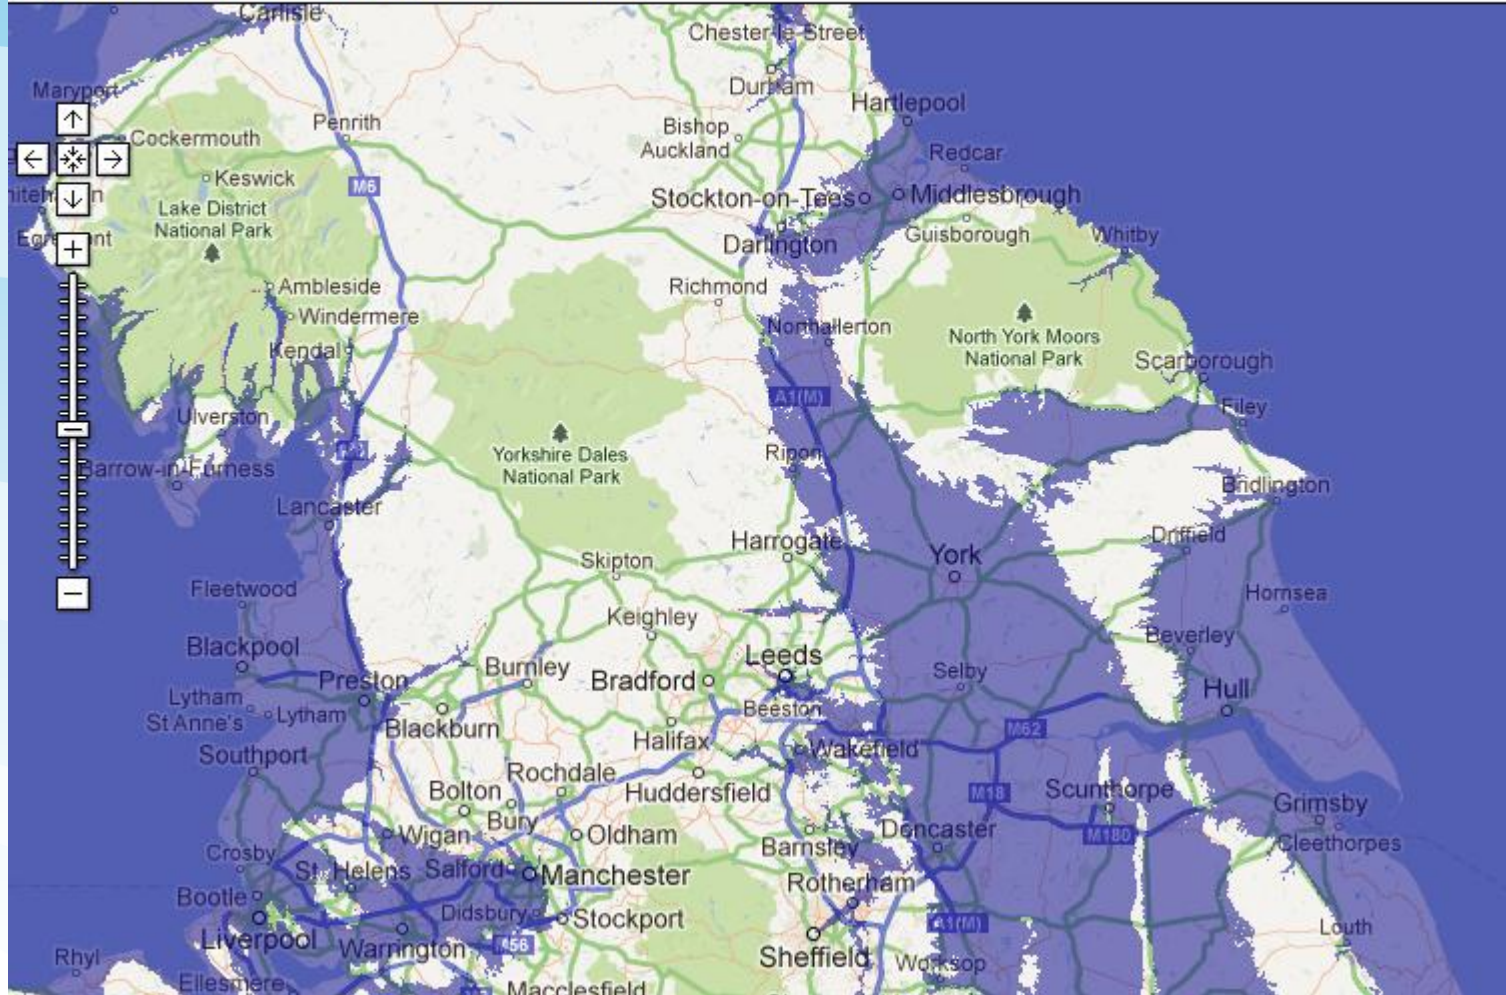 Carlisle
Chester-le-Street
Maryport
Durham
Hartlepool
Cockermouth
Penrith
Bishop
Auckland
Redcar
Keswick
M6
Stockton-on-Tees
Middlesbrough
Lake District
National Park
Darlington
Guisborough
Whitby
Ambleside
Richmond
Windermere
Northallerton
North York Moors
National Park
Kendal
Scarborough
A1(M)
Ulverston
Filey
Yorkshire Dales
National Park
Ripon
Barrow-in-Furness
Bridlington
Lancaster
Harrogate
Driffield
Skipton
York
Fleetwood
Hornsea
Keighley
Blackpool
Beverley
Burnley
Leeds
Preston
Bradford
Selby
Hull
Lytham
St Anne's
Lytham
Beeston
Blackburn
M62
Halifax
Wakefield
Southport
Rochdale
Bolton
Huddersfield
M18
Scunthorpe
Grimsby
Bury
Wigan
Oldham
Doncaster
M180
Barnsley
Cleethorpes
Crosby
St Helens
Salford
Manchester
Rotherham
Bootle
Didsbury
Stockport
A1(M)
Louth
Liverpool
Warrington
M56
Sheffield
Rhyl
Worksop
Ellesmere
Macclesfield